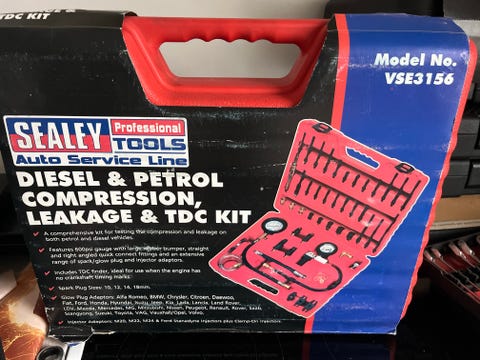 TDC KIT
Model No.
VSE3156
SEALEY Professional
TOOLS
Auto Service Line
DIESEL & PETROL
COMPRESSION,
LEAKAGE & TDC KIT
A comprehensive kit for testing the compression and leakage on
both petrol and diesel vehicles.
Features 600psi gauge with large rubber bumper, straight
and right angled quick connect fittings and an extensive
range of spark/glow plug and injector adaptors.
Includes TDC finder, ideal for use when the engine has
no crankshaft timing marks.
Spark Plug Sizes: 10, 12, 14, 18mm.
Glow Plug Adaptors: Alfa Romeo, BMW, Chrysler, Citroen, Daewoo,
Fiat, Ford, Honda, Hyundai, Isuzu, Jeep, Kia, Lada, Lancia, Land Rover,
Mazda, Mercedes, MG, Mitsubishi, Nissan, Peugeot, Renault, Rover, Saab,
Ssangyong, Suzuki, Toyota, VAG, Vauxhall/Opel, Volvo.
Injector Adaptors: M20, M22, M24 & Ford Stanadyne Injectors plus Clamp-On Injectors.